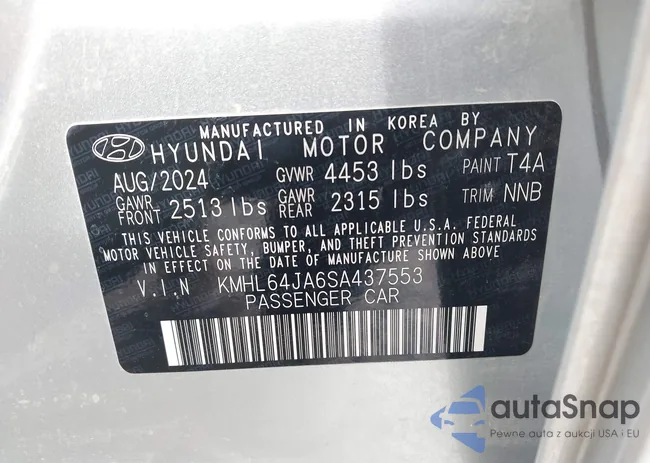 MANUFACTURED IN KOREA BY
HYUNDAI MOTOR COMPANY
AUG/2024 GVWR 4453 lbs PAINT T4A
GAWR FRONT 2513 lbs GAWR REAR 2315 lbs TRIM NNB
THIS VEHICLE CONFORMS TO ALL APPLICABLE U.S.A. FEDERAL
MOTOR VEHICLE SAFETY, BUMPER, AND THEFT PREVENTION STANDARDS
IN EFFECT ON THE DATE OF MANUFACTURE SHOWN ABOVE.
V.I.N KMHL64JA6SA437553
PASSENGER CAR
autaSnap
Pewne auta z aukcji USA i EU